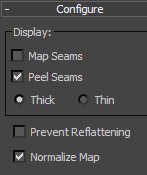 - Configure
Display:
Map Seams
Peel Seams
Thick Thin
Prevent Reflattening
Normalize Map